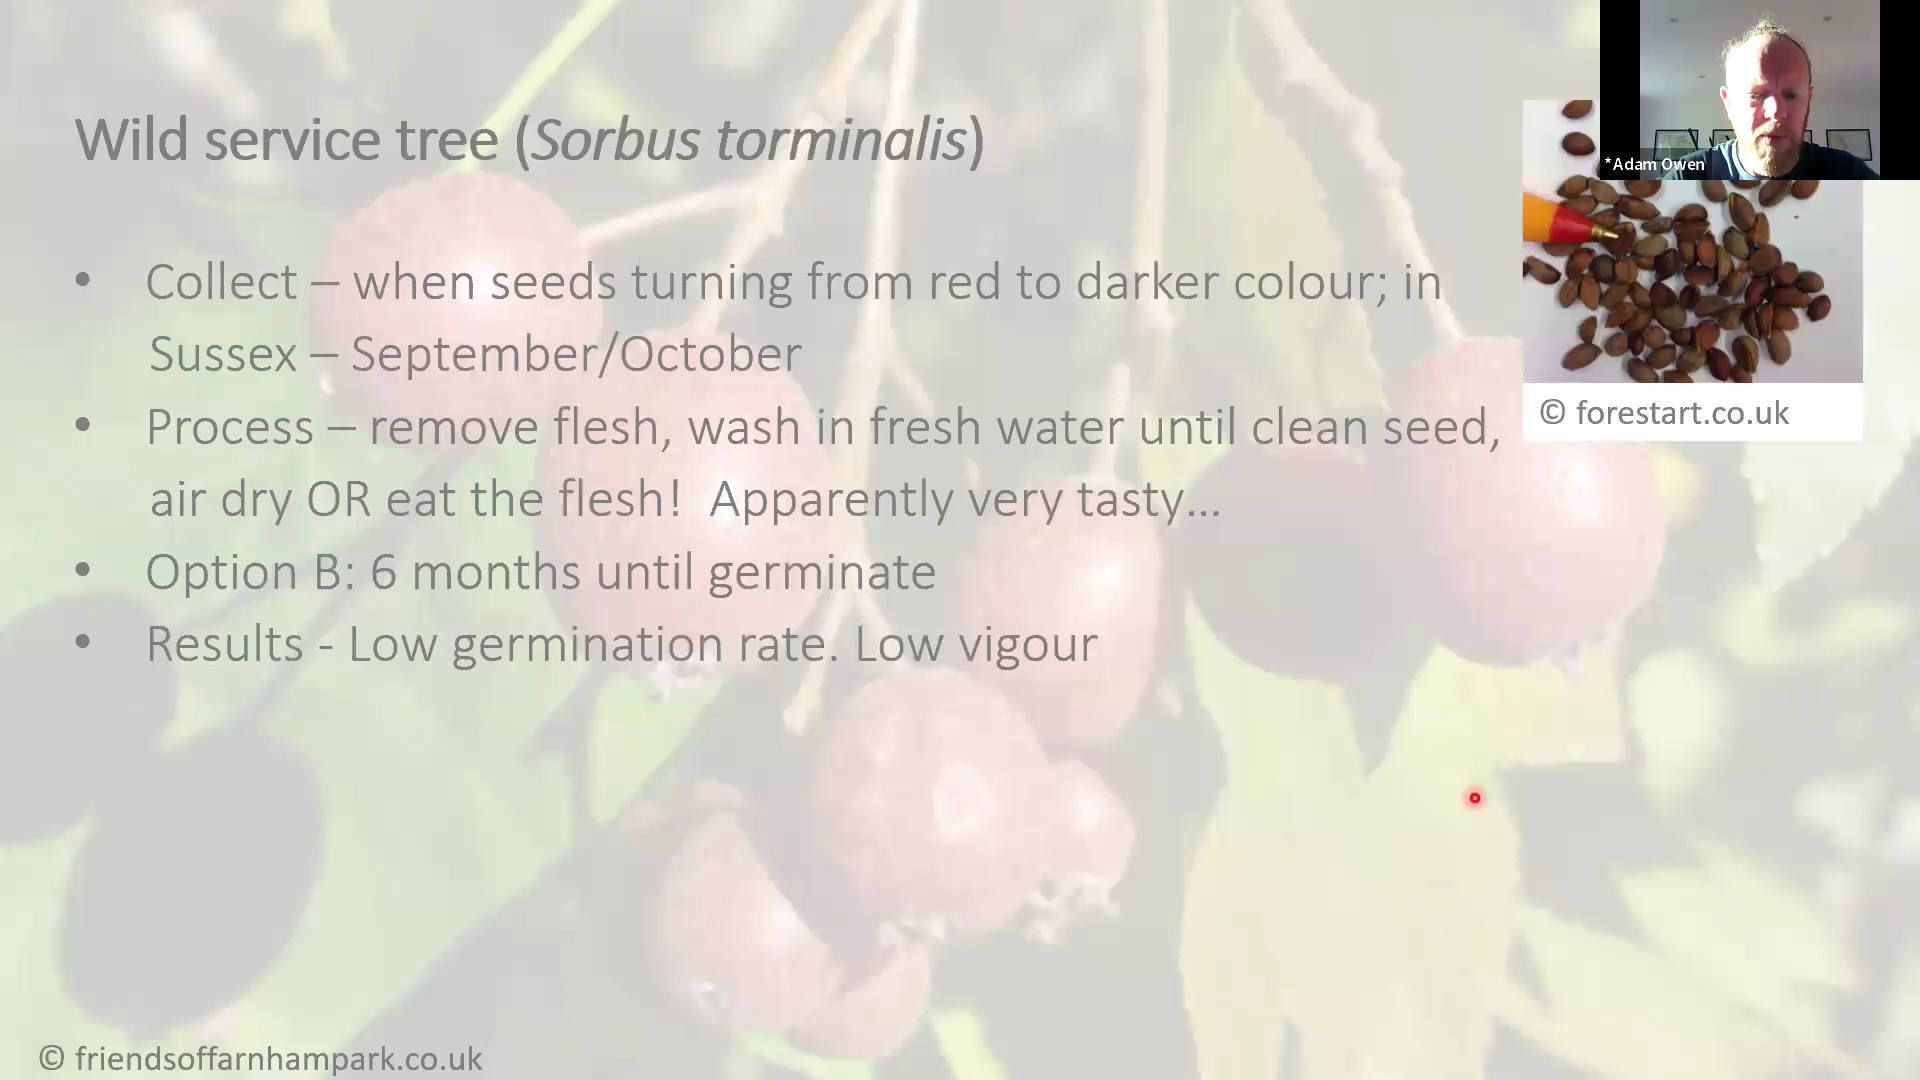 *Adam Owen
Wild service tree (Sorbus torminalis)
• Collect – when seeds turning from red to darker colour; in
Sussex – September/October
• Process – remove flesh, wash in fresh water until clean seed,
air dry OR eat the flesh!  Apparently very tasty…
• Option B: 6 months until germinate
• Results - Low germination rate. Low vigour
© forestart.co.uk
© friendsoffarnhampark.co.uk